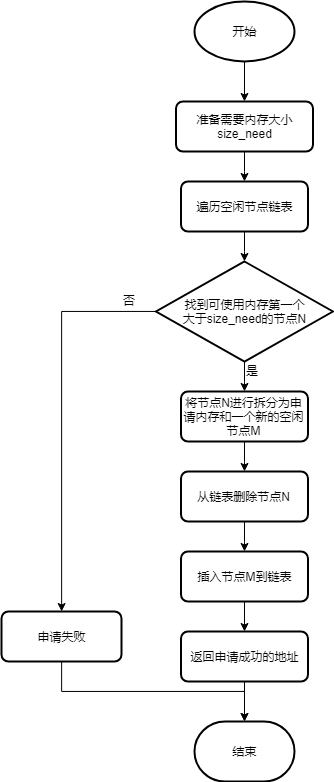 开始
准备需要内存大小
size_need
遍历空闲节点链表
找到可使用内存第一个
大于size_need的节点N
否
是
将节点N进行拆分为申
请内存和一个新的空闲
节点M
从链表删除节点N
插入节点M到链表
申请失败
返回申请成功的地址
结束